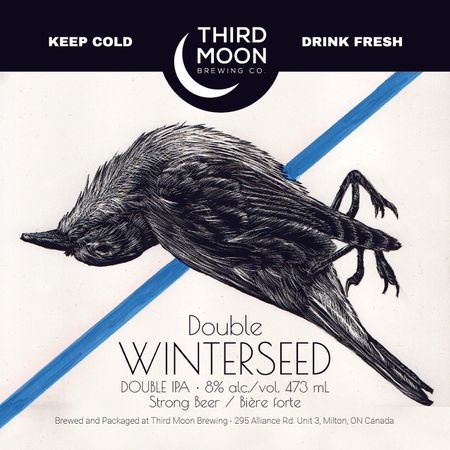 KEEP COLD
THIRD
MOON
BREWING CO.
DRINK FRESH
Double
WINTERSEED
DOUBLE IPA • 8% alc./vol. 473 mL
Strong Beer / Bière forte
Brewed and Packaged at Third Moon Brewing - 295 Alliance Rd. Unit 3, Milton, ON Canada